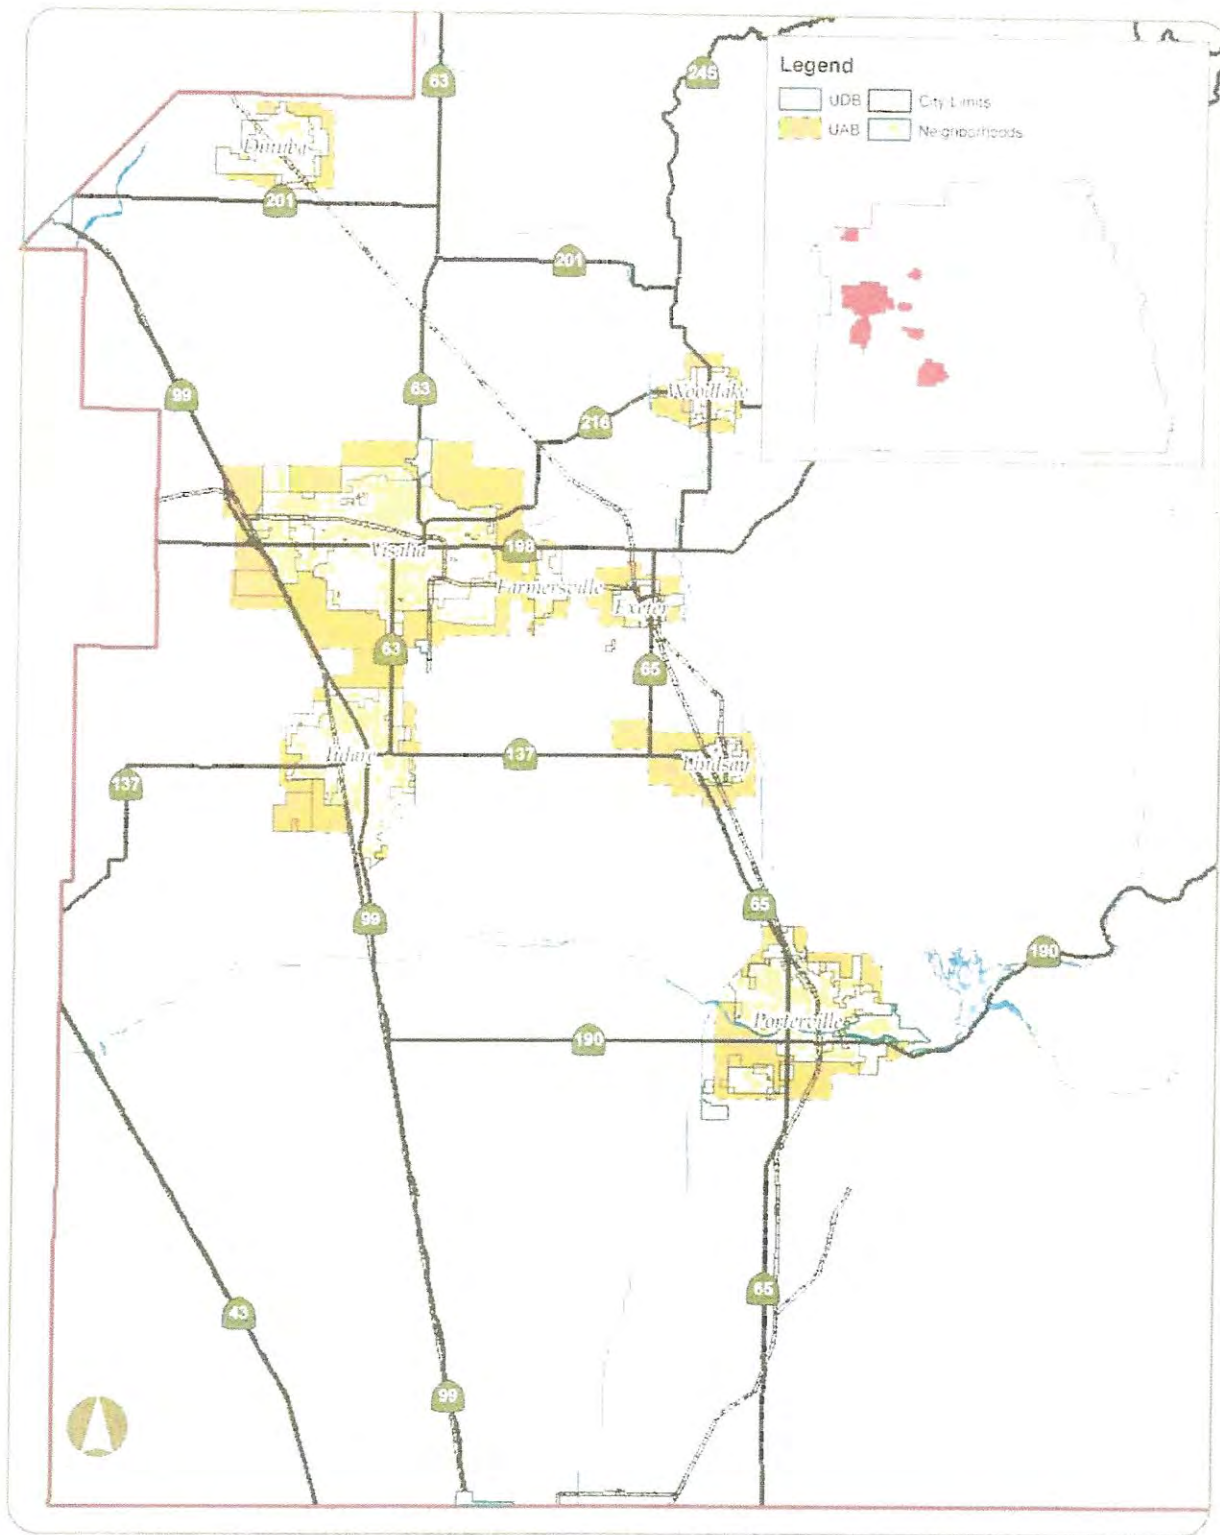 63
245
Legend
UDB City Limits
UAB Neighborhoods
Dinuba
201
201
99
63
Woodlake
216
Visalia
198
Farmersville
Exeter
63
65
Tulare
137
137
Lindsay
99
65
190
Porterville
190
43
65
99